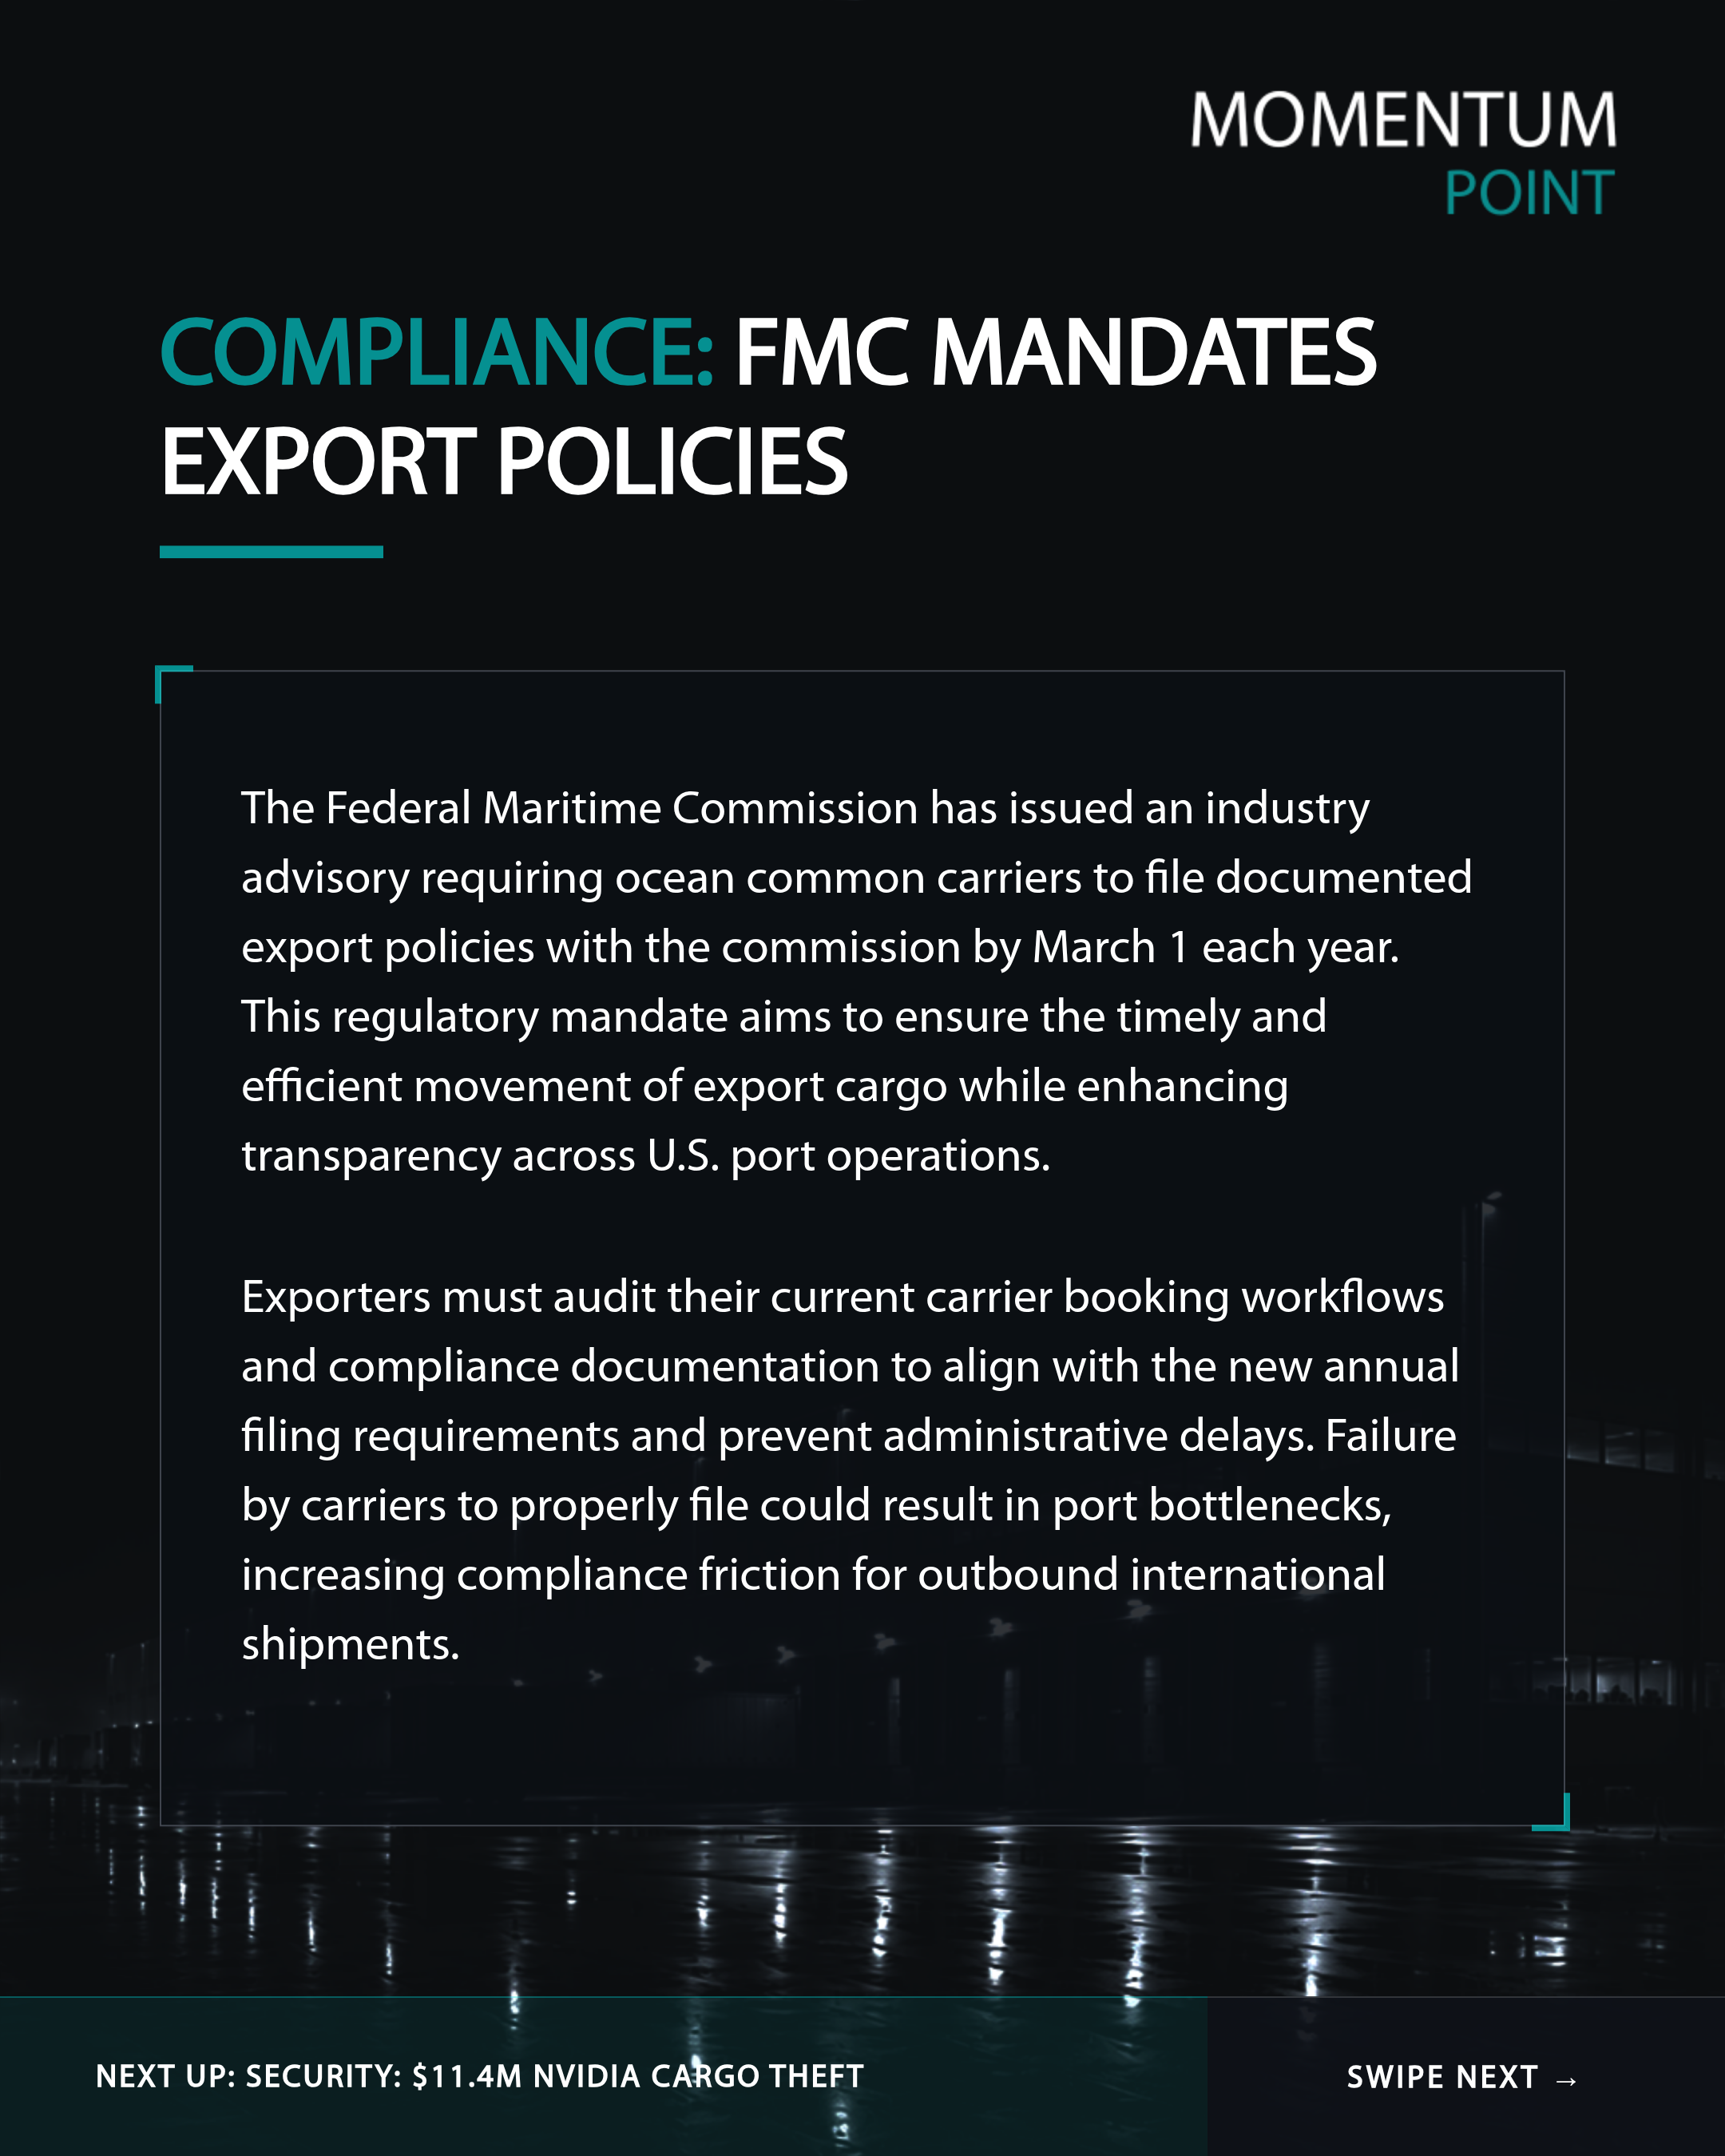 MOMENTUM
POINT
COMPLIANCE: FMC MANDATES
EXPORT POLICIES
The Federal Maritime Commission has issued an industry
advisory requiring ocean common carriers to file documented
export policies with the commission by March 1 each year.
This regulatory mandate aims to ensure the timely and
efficient movement of export cargo while enhancing
transparency across U.S. port operations.
Exporters must audit their current carrier booking workflows
and compliance documentation to align with the new annual
filing requirements and prevent administrative delays. Failure
by carriers to properly file could result in port bottlenecks,
increasing compliance friction for outbound international
shipments.
NEXT UP: SECURITY: $11.4M NVIDIA CARGO THEFT
SWIPE NEXT →